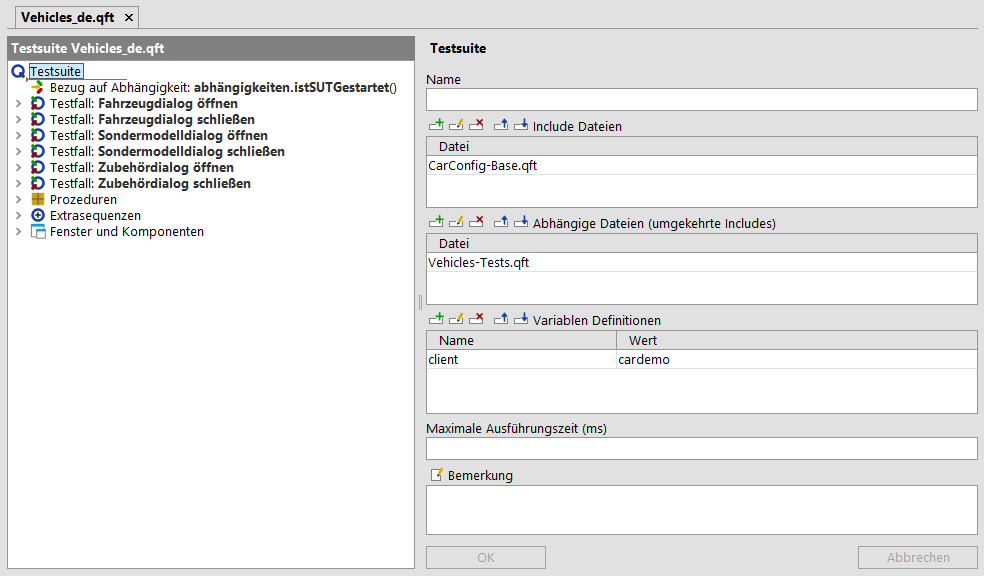 Vehicles_de.qft
Testsuite Vehicles_de.qft
Testsuite
Bezug auf Abhängigkeit: abhängigkeiten.istSUTGestartet()
Testfall: Fahrzeugdialog öffnen
Testfall: Fahrzeugdialog schließen
Testfall: Sondermodelldialog öffnen
Testfall: Sondermodelldialog schließen
Testfall: Zubehördialog öffnen
Testfall: Zubehördialog schließen
Prozeduren
Extrasequenzen
Fenster und Komponenten
Testsuite
Name
Include Dateien
Datei
CarConfig-Base.qft
Abhängige Dateien (umgekehrte Includes)
Datei
Vehicles-Tests.qft
Variablen Definitionen
Name Wert
client cardemo
Maximale Ausführungszeit (ms)
Bemerkung
OK Abbrechen